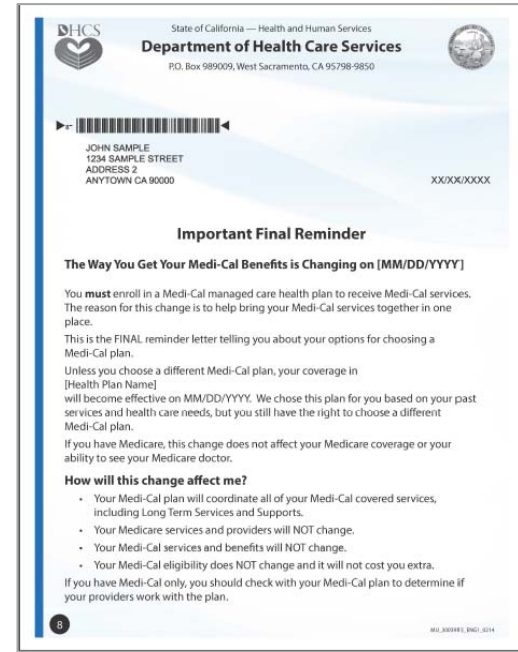 DHCS
State of California — Health and Human Services
Department of Health Care Services
P.O. Box 989009, West Sacramento, CA 95798-9850
JOHN SAMPLE
1234 SAMPLE STREET
ADDRESS 2
ANYTOWN CA 90000
XX/XX/XXXX
Important Final Reminder
The Way You Get Your Medi-Cal Benefits is Changing on [MM/DD/YYYY]
You must enroll in a Medi-Cal managed care health plan to receive Medi-Cal services.
The reason for this change is to help bring your Medi-Cal services together in one
place.
This is the FINAL reminder letter telling you about your options for choosing a
Medi-Cal plan.
Unless you choose a different Medi-Cal plan, your coverage in
[Health Plan Name]
will become effective on MM/DD/YYYY. We chose this plan for you based on your past
services and health care needs, but you still have the right to choose a different
Medi-Cal plan.
If you have Medicare, this change does not affect your Medicare coverage or your
ability to see your Medicare doctor.
How will this change affect me?
• Your Medi-Cal plan will coordinate all of your Medi-Cal covered services,
including Long Term Services and Supports.
• Your Medicare services and providers will NOT change.
• Your Medi-Cal services and benefits will NOT change.
• Your Medi-Cal eligibility does NOT change and it will not cost you extra.
If you have Medi-Cal only, you should check with your Medi-Cal plan to determine if
your providers work with the plan.
8